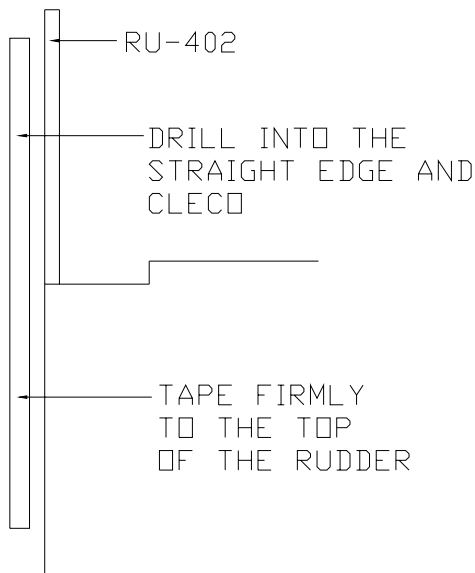 RU-402
DRILL INTO THE
STRAIGHT EDGE AND
CLECO
TAPE FIRMLY
TO THE TOP
OF THE RUDDER